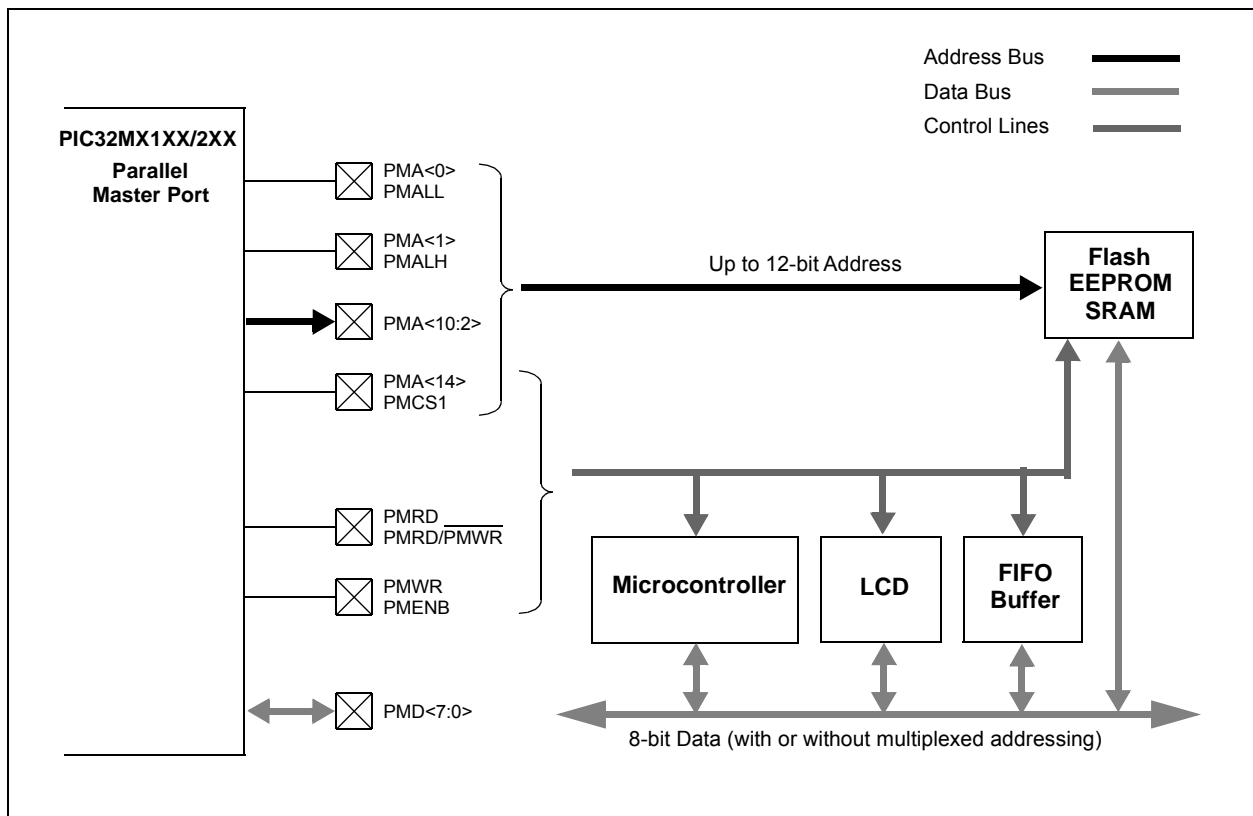 Address Bus
Data Bus
Control Lines
PIC32MX1XX/2XX
Parallel
Master Port
PMA<0>
PMALL
PMA<1>
PMALH
PMA<10:2>
PMA<14>
PMCS1
PMRD
PMRD/PMWR
PMWR
PMENB
PMD<7:0>
Up to 12-bit Address
Flash
EEPROM
SRAM
Microcontroller
LCD
FIFO
Buffer
8-bit Data (with or without multiplexed addressing)